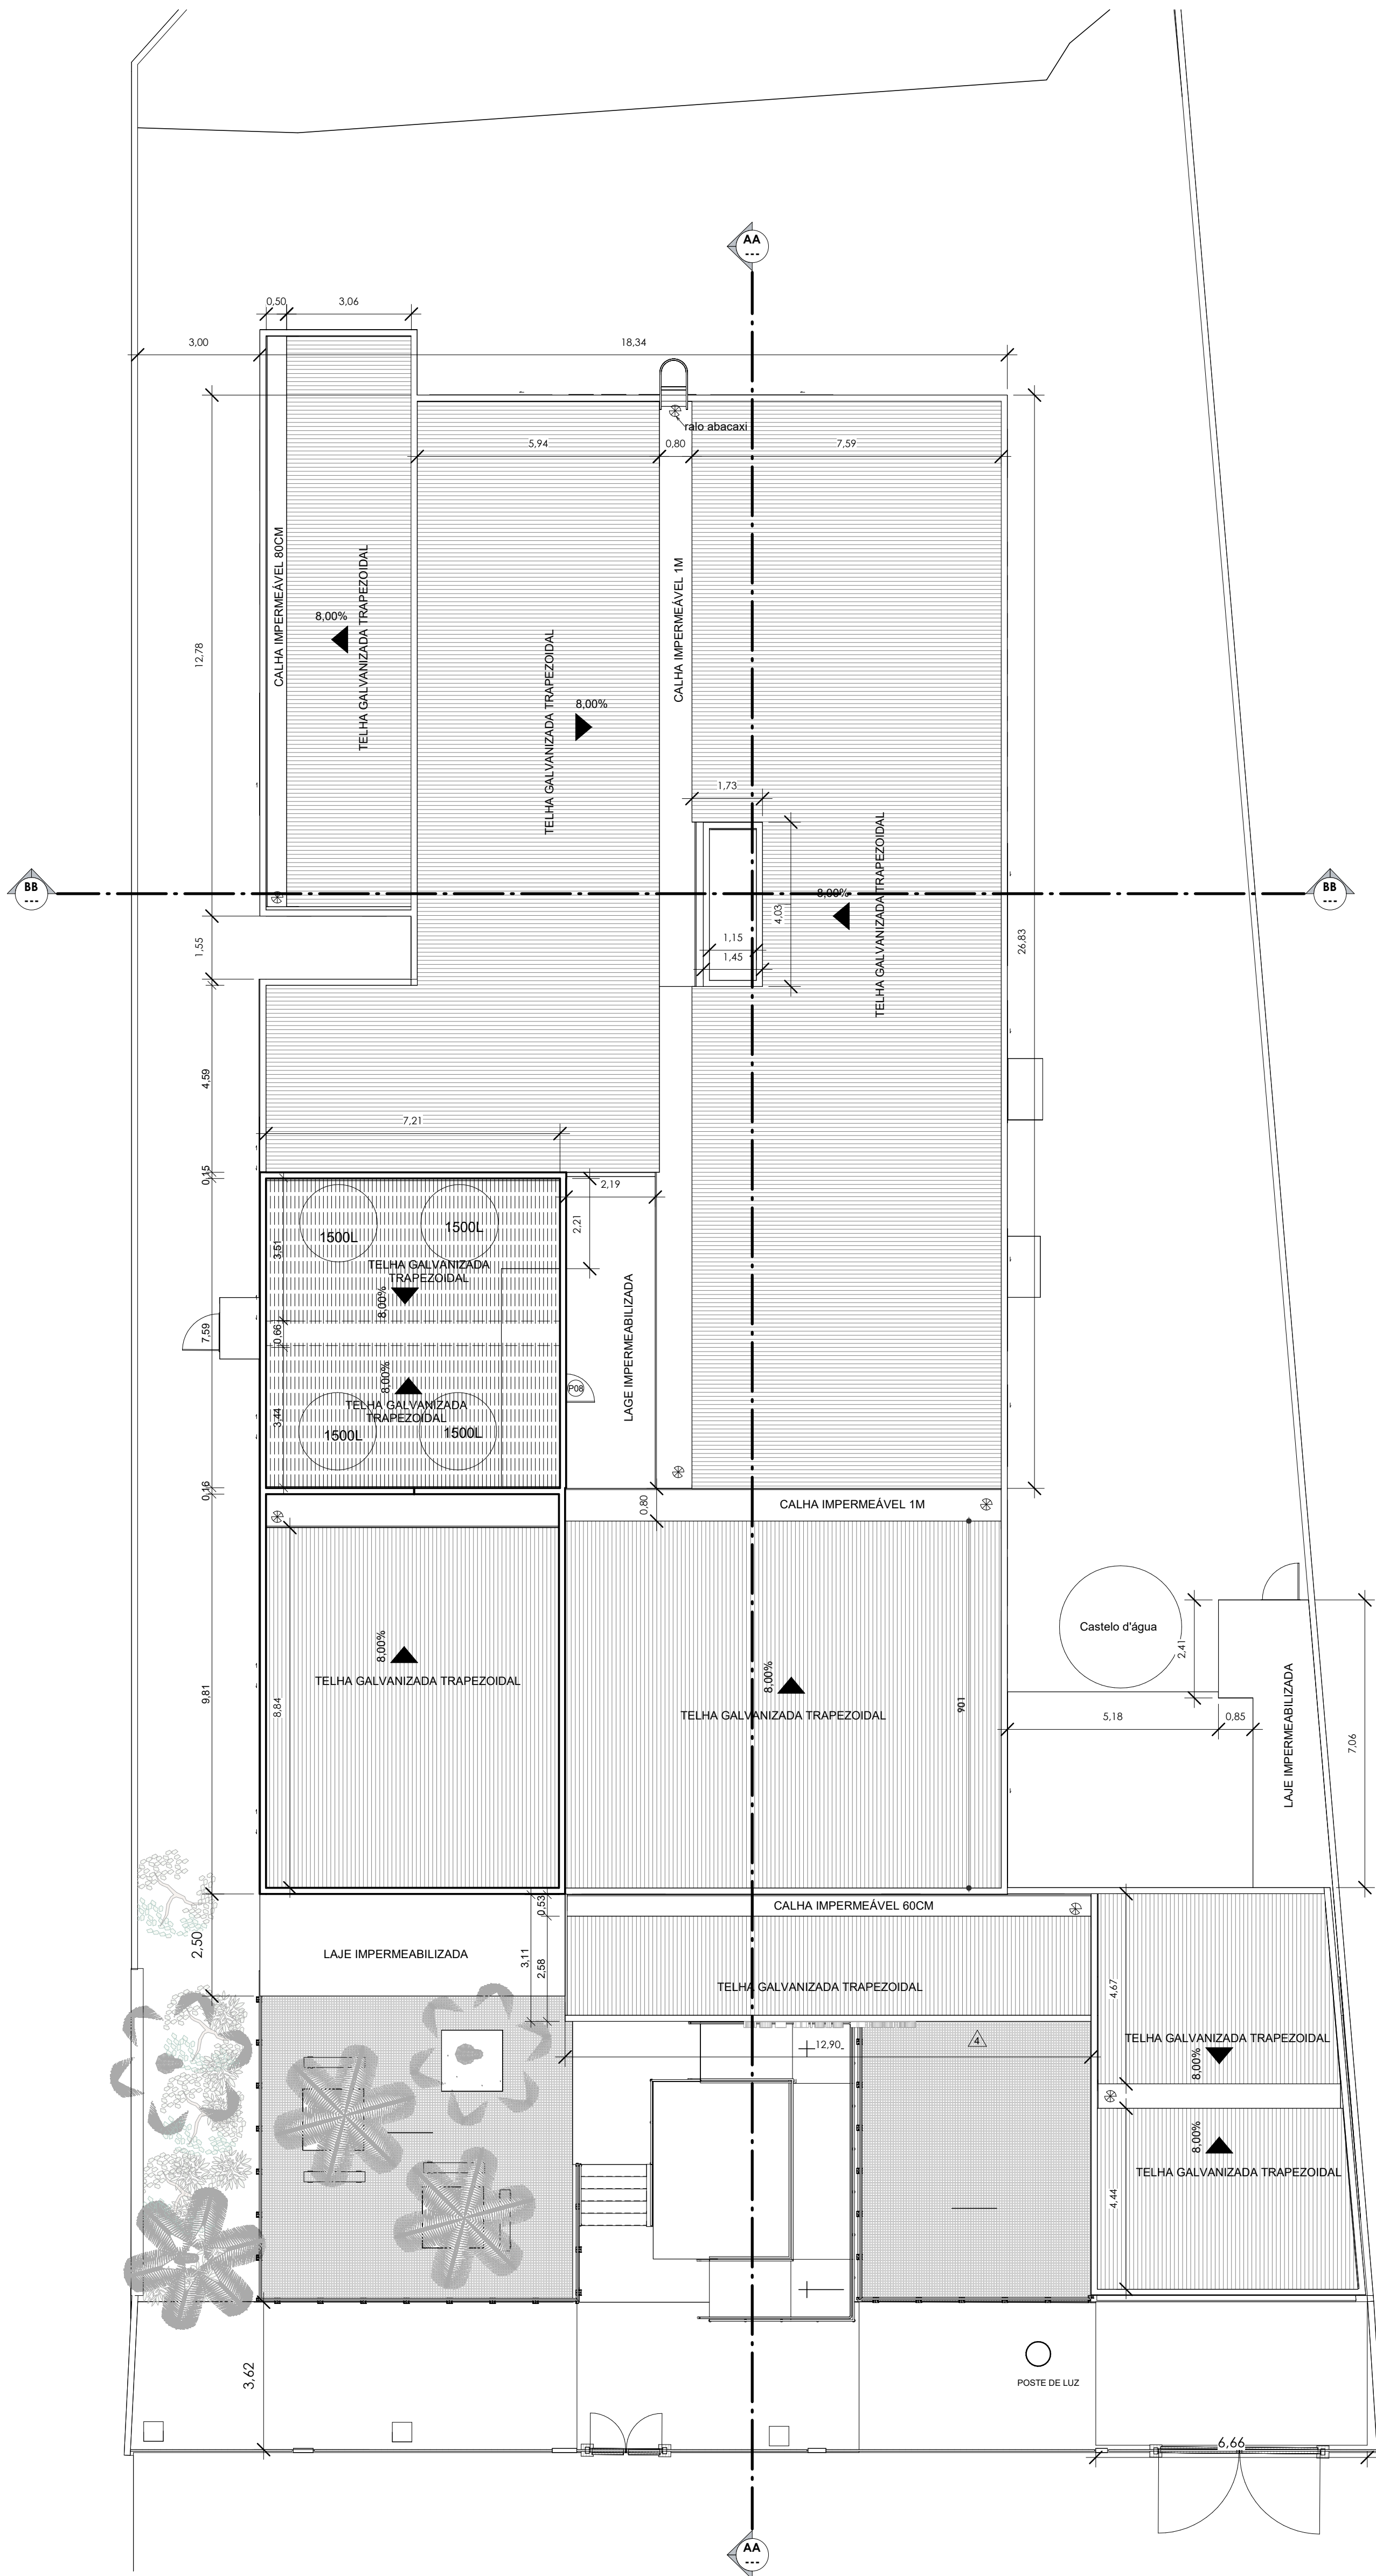 AA
---
0,50
3,06
3,00
18,34
ralo abacaxi
5,94
0,80
7,59
CALHA IMPERMEÁVEL 80CM
TELHA GALVANIZADA TRAPEZOIDAL
8,00%
12,78
TELHA GALVANIZADA TRAPEZOIDAL
8,00%
CALHA IMPERMEÁVEL 1M
1,73
TELHA GALVANIZADA TRAPEZOIDAL
8,00%
4,03
BB
---
BB
---
1,15
1,45
1,55
26,83
4,59
7,21
0,15
2,19
2,21
1500L
1500L
3,51
TELHA GALVANIZADA
TRAPEZOIDAL
8,00%
LAGE IMPERMEABILIZADA
7,59
0,66
8,00%
P08
3,44
TELHA GALVANIZADA
TRAPEZOIDAL
1500L
1500L
0,16
0,80
CALHA IMPERMEÁVEL 1M
Castelo d'água
2,41
8,00%
TELHA GALVANIZADA TRAPEZOIDAL
8,84
9,81
8,00%
TELHA GALVANIZADA TRAPEZOIDAL
901
5,18
0,85
LAJE IMPERMEABILIZADA
7,06
0,53
CALHA IMPERMEÁVEL 60CM
2,50
LAJE IMPERMEABILIZADA
3,11
2,58
TELHA GALVANIZADA TRAPEZOIDAL
4,67
TELHA GALVANIZADA TRAPEZOIDAL
8,00%
4
12,90
8,00%
TELHA GALVANIZADA TRAPEZOIDAL
4,44
3,62
POSTE DE LUZ
6,66
AA
---